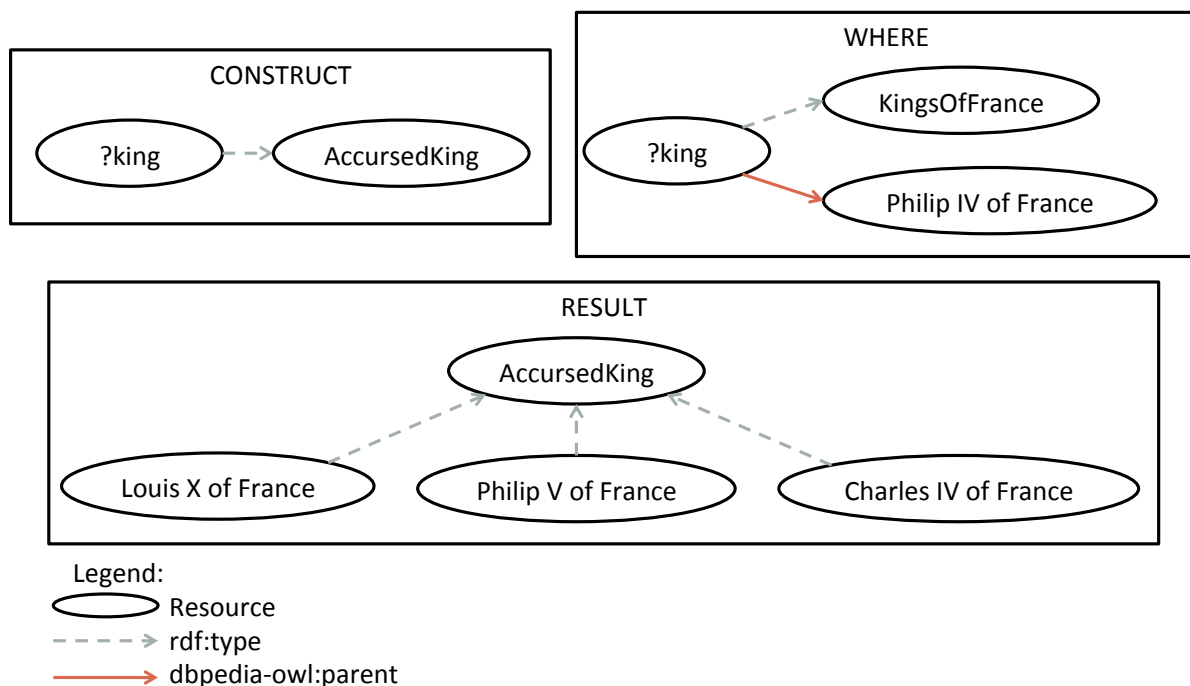 CONSTRUCT
?king
AccursedKing
WHERE
KingsOfFrance
?king
Philip IV of France
RESULT
AccursedKing
Louis X of France
Philip V of France
Charles IV of France
Legend:
Resource
rdf:type
dbpedia-owl:parent